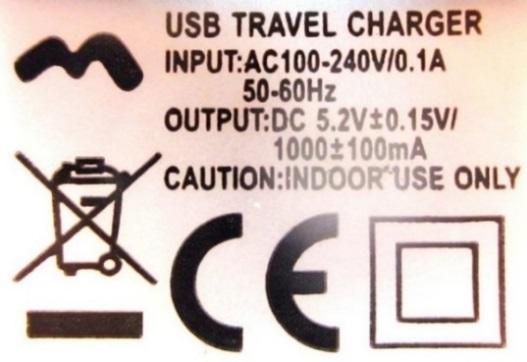 USB TRAVEL CHARGER
INPUT:AC100-240V/0.1A
50-60Hz
OUTPUT:DC 5.2V±0.15V/
1000±100mA
CAUTION:INDOOR USE ONLY
CE